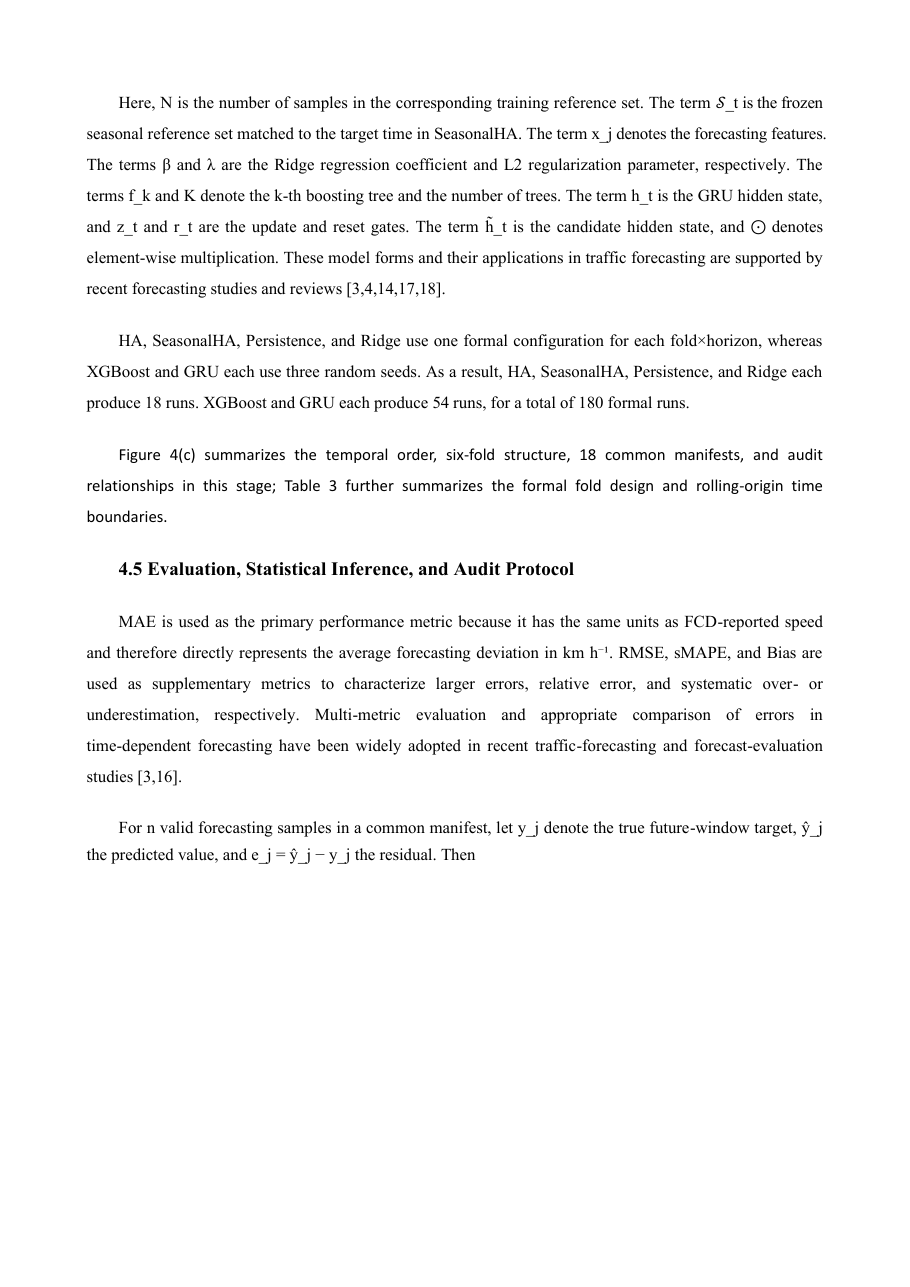 Here, N is the number of samples in the corresponding training reference set. The term 𝒮_t is the frozen
seasonal reference set matched to the target time in SeasonalHA. The term x_j denotes the forecasting features.
The terms β and λ are the Ridge regression coefficient and L2 regularization parameter, respectively. The
terms f_k and K denote the k-th boosting tree and the number of trees. The term h_t is the GRU hidden state,
and z_t and r_t are the update and reset gates. The term h̃_t is the candidate hidden state, and ⨀ denotes
element-wise multiplication. These model forms and their applications in traffic forecasting are supported by
recent forecasting studies and reviews [3,4,14,17,18].
HA, SeasonalHA, Persistence, and Ridge use one formal configuration for each fold×horizon, whereas
XGBoost and GRU each use three random seeds. As a result, HA, SeasonalHA, Persistence, and Ridge each
produce 18 runs. XGBoost and GRU each produce 54 runs, for a total of 180 formal runs.
Figure 4(c) summarizes the temporal order, six-fold structure, 18 common manifests, and audit
relationships in this stage; Table 3 further summarizes the formal fold design and rolling-origin time
boundaries.
4.5 Evaluation, Statistical Inference, and Audit Protocol
MAE is used as the primary performance metric because it has the same units as FCD-reported speed
and therefore directly represents the average forecasting deviation in km h⁻¹. RMSE, sMAPE, and Bias are
used as supplementary metrics to characterize larger errors, relative error, and systematic over- or
underestimation, respectively. Multi-metric evaluation and appropriate comparison of errors in
time-dependent forecasting have been widely adopted in recent traffic-forecasting and forecast-evaluation
studies [3,16].
For n valid forecasting samples in a common manifest, let y_j denote the true future-window target, ŷ_j
the predicted value, and e_j = ŷ_j − y_j the residual. Then